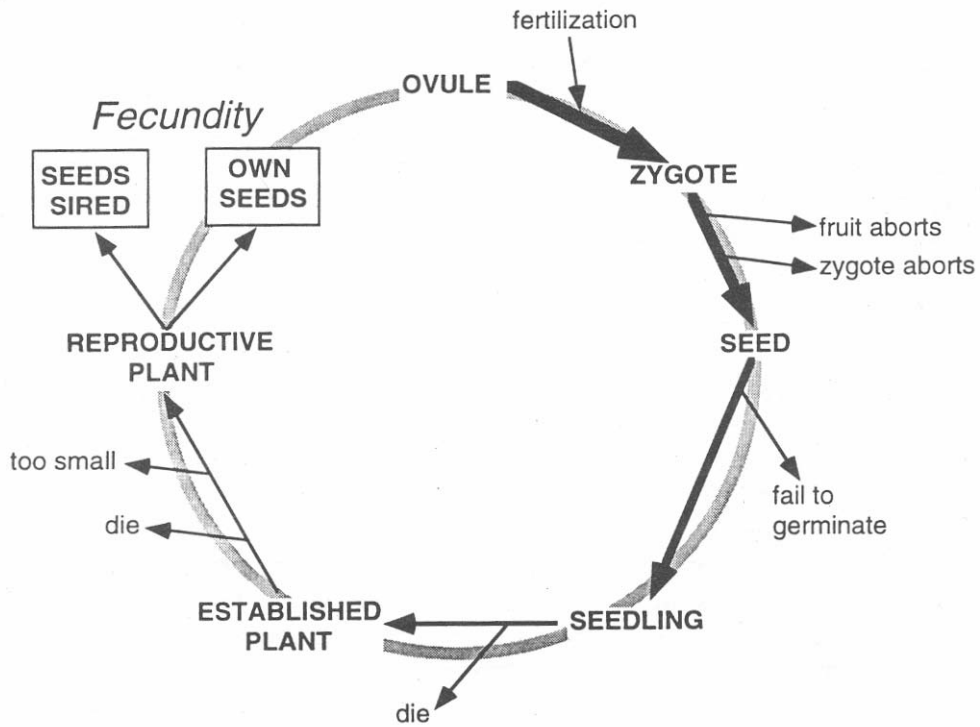 fertilization
OVULE
Fecundity
SEEDS
SIRED
OWN
SEEDS
ZYGOTE
fruit aborts
zygote aborts
REPRODUCTIVE
PLANT
SEED
too small
die
fail to
germinate
ESTABLISHED
PLANT
SEEDLING
die